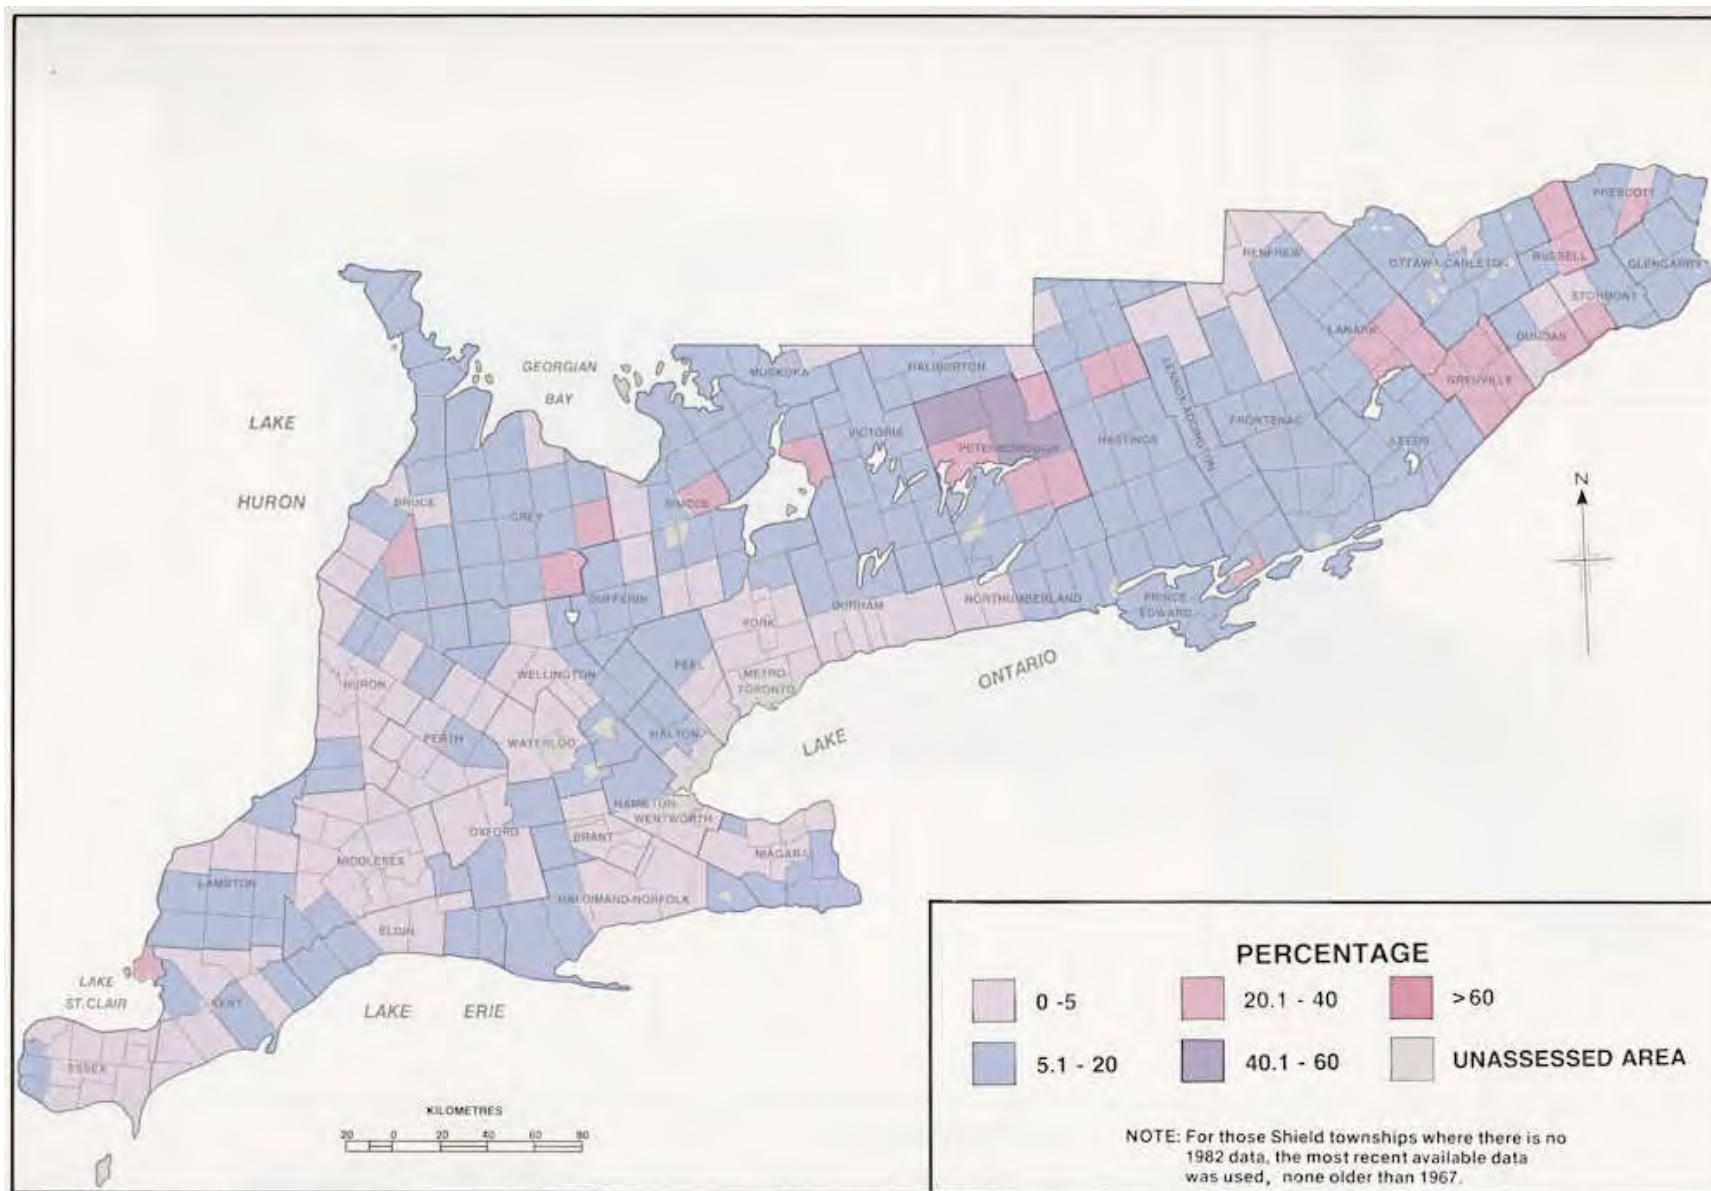 PRESCOTT
RENFREW
OTTAWA-CARLETON
RUSSELL
GLENGARRY
STORMONT
DUNDAS
LANARK
GRENVILLE
LEEDS
FRONTENAC
LENNOX-ADDINGTON
HASTINGS
HALIBURTON
MUSKOKA
VICTORIA
PETERBOROUGH
GEORGIAN
BAY
LAKE
HURON
BRUCE
GREY
SIMCOE
DUFFERIN
DURHAM
NORTHUMBERLAND
PRINCE
EDWARD
YORK
PEEL
METRO
TORONTO
WELLINGTON
HURON
PERTH
WATERLOO
HALTON
LAKE
ONTARIO
HAMILTON-
WENTWORTH
BRANT
OXFORD
NIAGARA
MIDDLESEX
LAMBTON
HALDIMAND-NORFOLK
ELGIN
KENT
ESSEX
LAKE
ST.CLAIR
LAKE ERIE
N
KILOMETRES
20 0 20 40 60 80
PERCENTAGE
0 -5
20.1 - 40
>60
5.1 - 20
40.1 - 60
UNASSESSED AREA
NOTE: For those Shield townships where there is no
1982 data, the most recent available data
was used, none older than 1967.